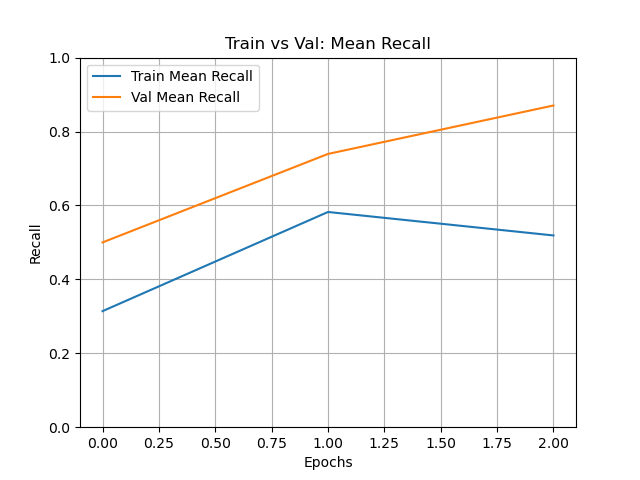 Train vs Val: Mean Recall
1.0
Train Mean Recall
Val Mean Recall
0.8
0.6
Recall
0.4
0.2
0.0
0.00 0.25 0.50 0.75 1.00 1.25 1.50 1.75 2.00
Epochs